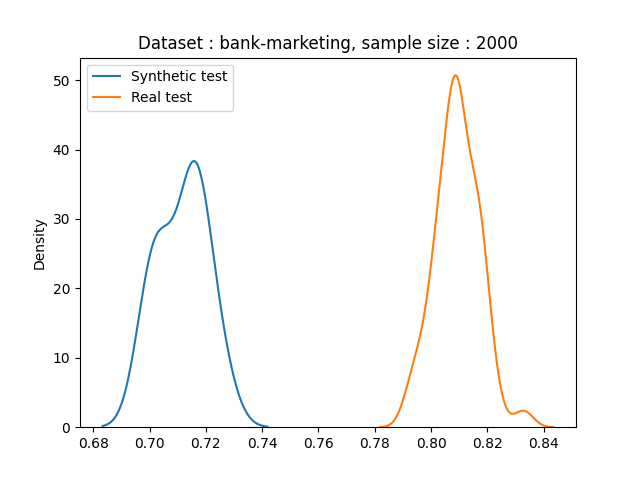 Dataset : bank-marketing, sample size : 2000
Synthetic test
Real test
Density
50
40
30
20
10
0
0.68 0.70 0.72 0.74 0.76 0.78 0.80 0.82 0.84